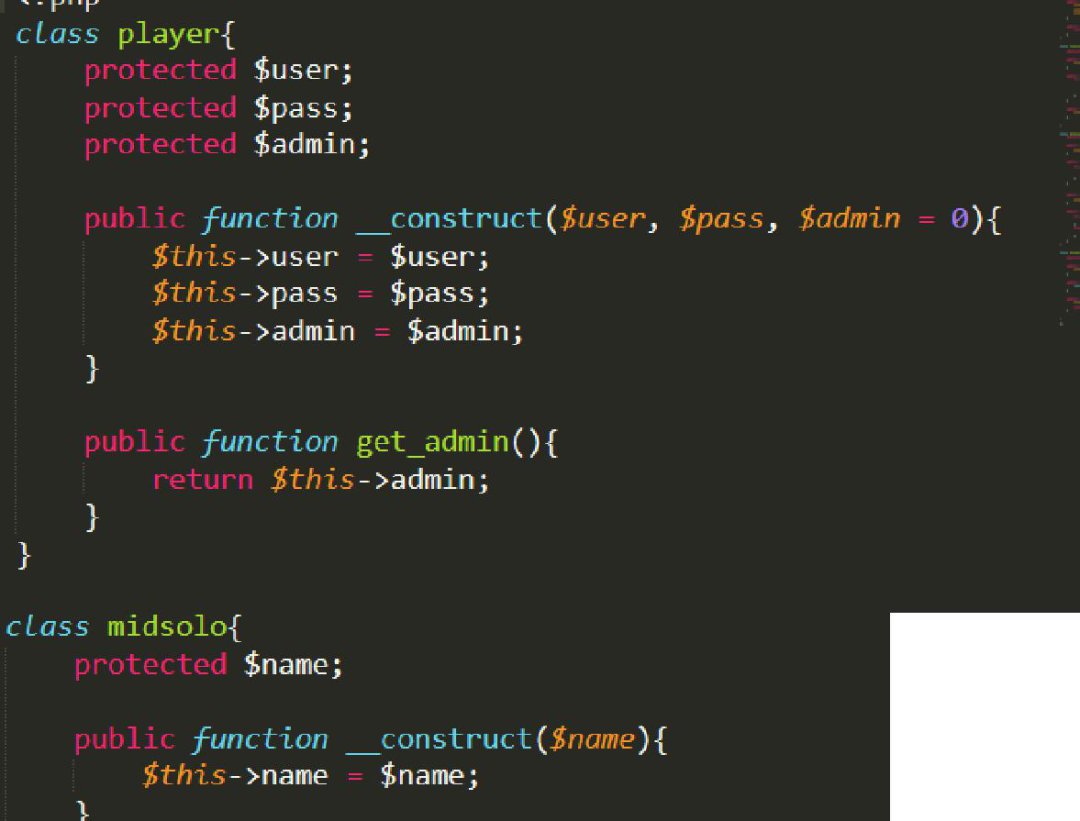 <?php
class player{
    protected $user;
    protected $pass;
    protected $admin;

    public function __construct($user, $pass, $admin = 0){
        $this->user = $user;
        $this->pass = $pass;
        $this->admin = $admin;
    }

    public function get_admin(){
        return $this->admin;
    }
}

class midsolo{
    protected $name;

    public function __construct($name){
        $this->name = $name;
    }